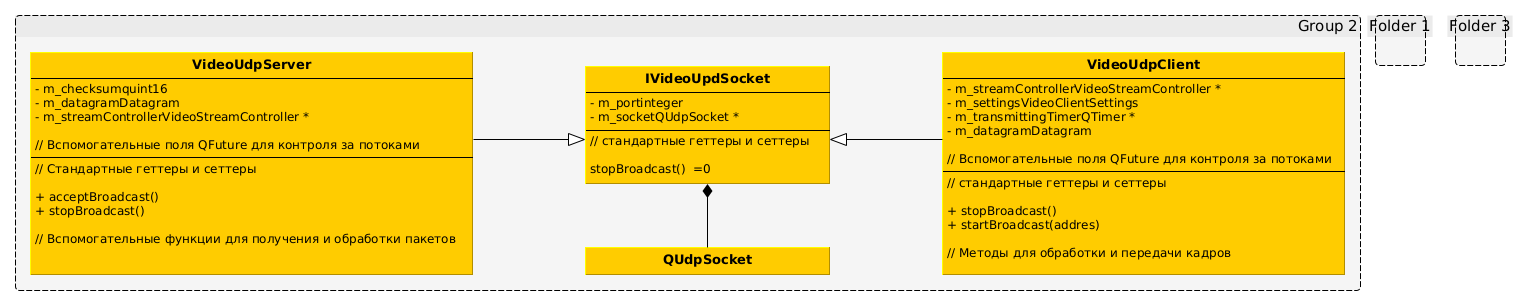 Group 2
Folder 1
Folder 3
VideoUdpServer
- m_checksumquint16
- m_datagramDatagram
- m_streamControllerVideoStreamController *
// Вспомогательные поля QFuture для контроля за потоками
// Стандартные геттеры и сеттеры
+ acceptBroadcast()
+ stopBroadcast()
// Вспомогательные функции для получения и обработки пакетов
IVideoUpdSocket
- m_portinteger
- m_socketQUdpSocket *
// стандартные геттеры и сеттеры
stopBroadcast()  =0
QUdpSocket
VideoUdpClient
- m_streamControllerVideoStreamController *
- m_settingsVideoClientSettings
- m_transmittingTimerQTimer *
- m_datagramDatagram
// Вспомогательные поля QFuture для контроля за потоками
// стандартные геттеры и сеттеры
+ stopBroadcast()
+ startBroadcast(addres)
// Методы для обработки и передачи кадров